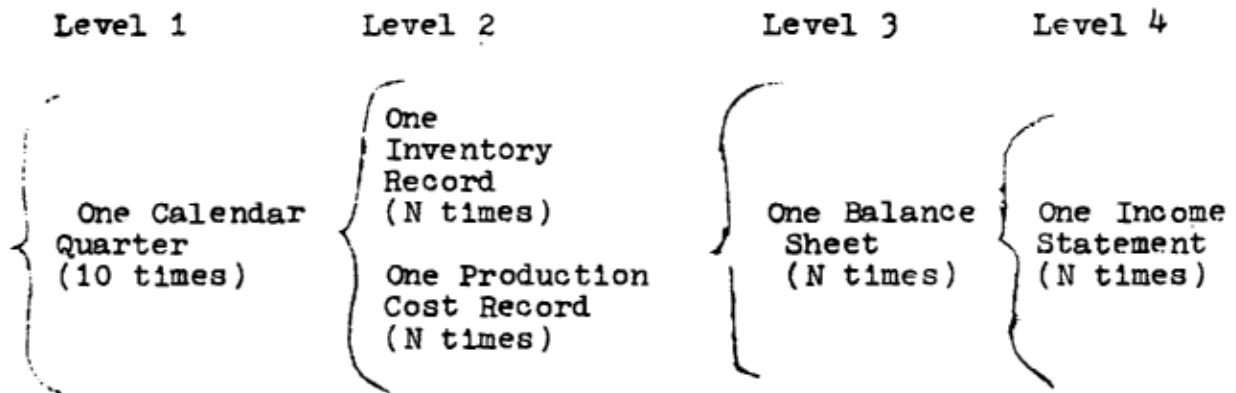 Level 1 Level 2 Level 3 Level 4
One
Inventory
Record
(N times)
One Calendar
Quarter
(10 times)
One Production
Cost Record
(N times)
One Balance
Sheet
(N times)
One Income
Statement
(N times)